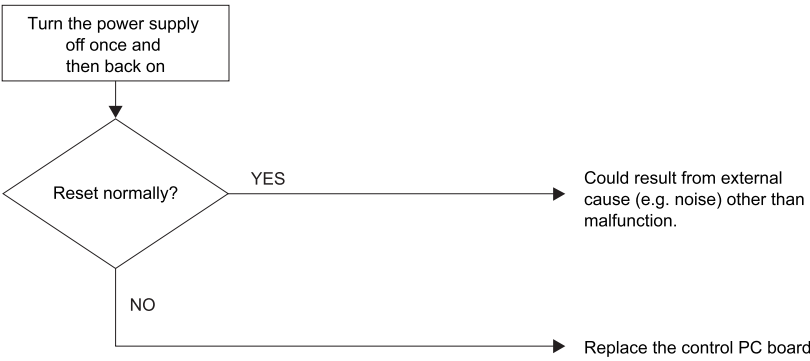 Turn the power supply
off once and
then back on
Reset normally?
YES
Could result from external
cause (e.g. noise) other than
malfunction.
NO
Replace the control PC board